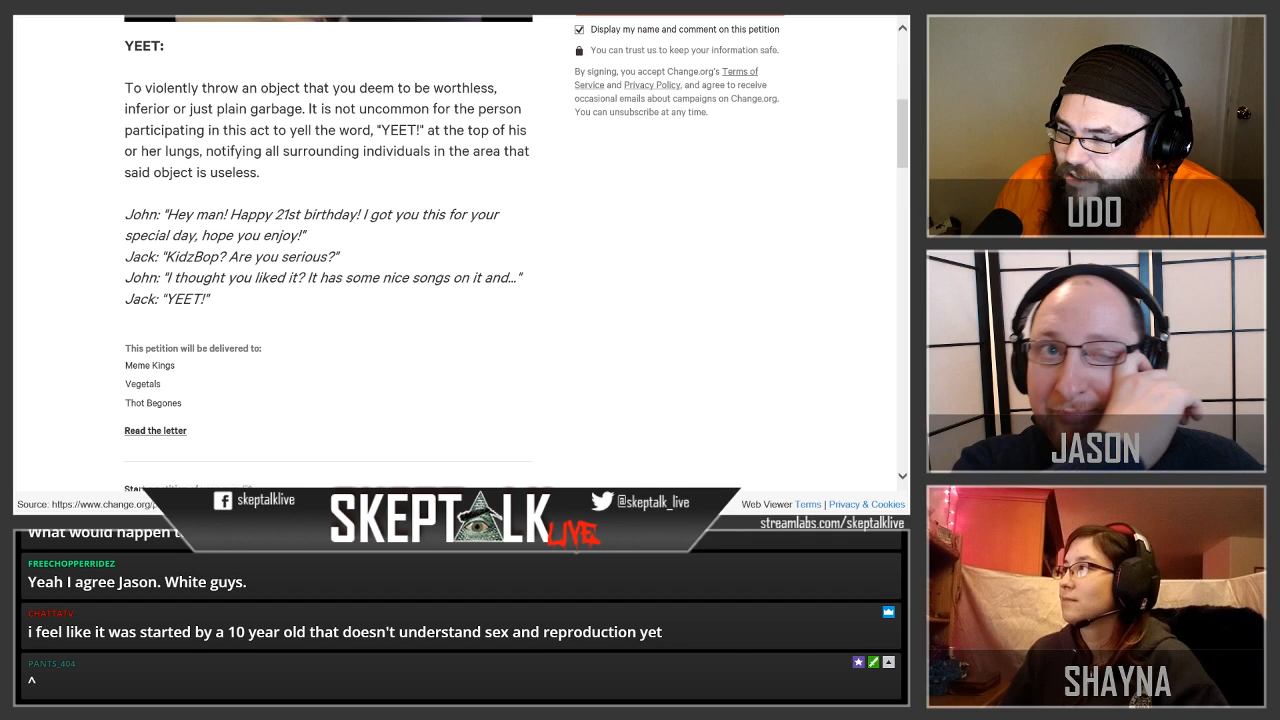 YEET:
To violently throw an object that you deem to be worthless,
inferior or just plain garbage. It is not uncommon for the person
participating in this act to yell the word, "YEET!" at the top of his
or her lungs, notifying all surrounding individuals in the area that
said object is useless.
John: "Hey man! Happy 21st birthday! I got you this for your
special day, hope you enjoy!"
Jack: "KidzBop? Are you serious?"
John: "I thought you liked it? It has some nice songs on it and..."
Jack: "YEET!"
This petition will be delivered to:
Meme Kings
Vegetals
Thot Begones
Read the letter
Display my name and comment on this petition
You can trust us to keep your information safe.
By signing, you accept Change.org's Terms of
Service and Privacy Policy, and agree to receive
occasional emails about campaigns on Change.org.
You can unsubscribe at any time.
Source: https://www.change.org/
Web Viewer Terms | Privacy & Cookies
skeptalklive
SKEPTALK
LIVE
@skeptalk_live
streamlabs.com/skeptalklive
What would happen
FREECHOPPERRIDEZ
Yeah I agree Jason. White guys.
CHATTATV
i feel like it was started by a 10 year old that doesn't understand sex and reproduction yet
PANTS_404
^
UDO
JASON
SHAYNA